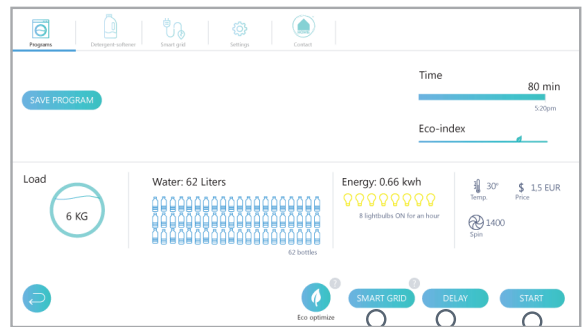 Programs
Detergent-softener
Smart grid
Settings
Contact
Time
80 min
SAVE PROGRAM
5:20pm
Eco-index
Load
Water: 62 Liters
Energy: 0.66 kwh
30°
Temp.
$ 1,5 EUR
Price
6 KG
8 lightbulbs ON for an hour
1400
Spin
62 bottles
?
?
SMART GRID
DELAY
START
Eco optimize